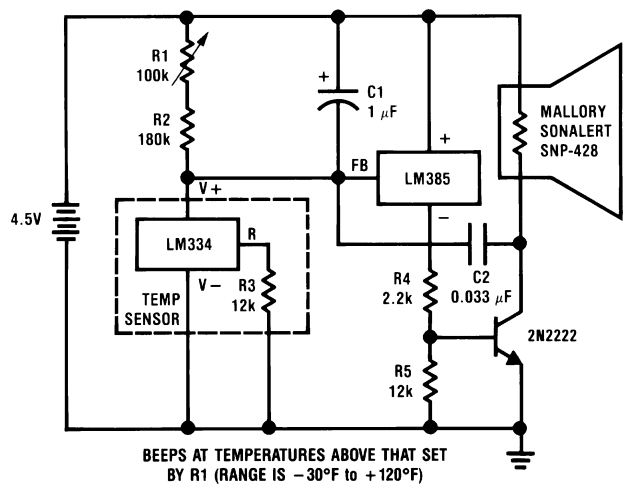 R1
100k
R2
180k
+
C1
1 μF
MALLORY
SONALERT
SNP-428
FB
+
LM385
−
V+
4.5V
LM334
R
V−
R3
12k
TEMP
SENSOR
R4
2.2k
C2
0.033 μF
2N2222
R5
12k
BEEPS AT TEMPERATURES ABOVE THAT SET
BY R1 (RANGE IS −30°F to +120°F)